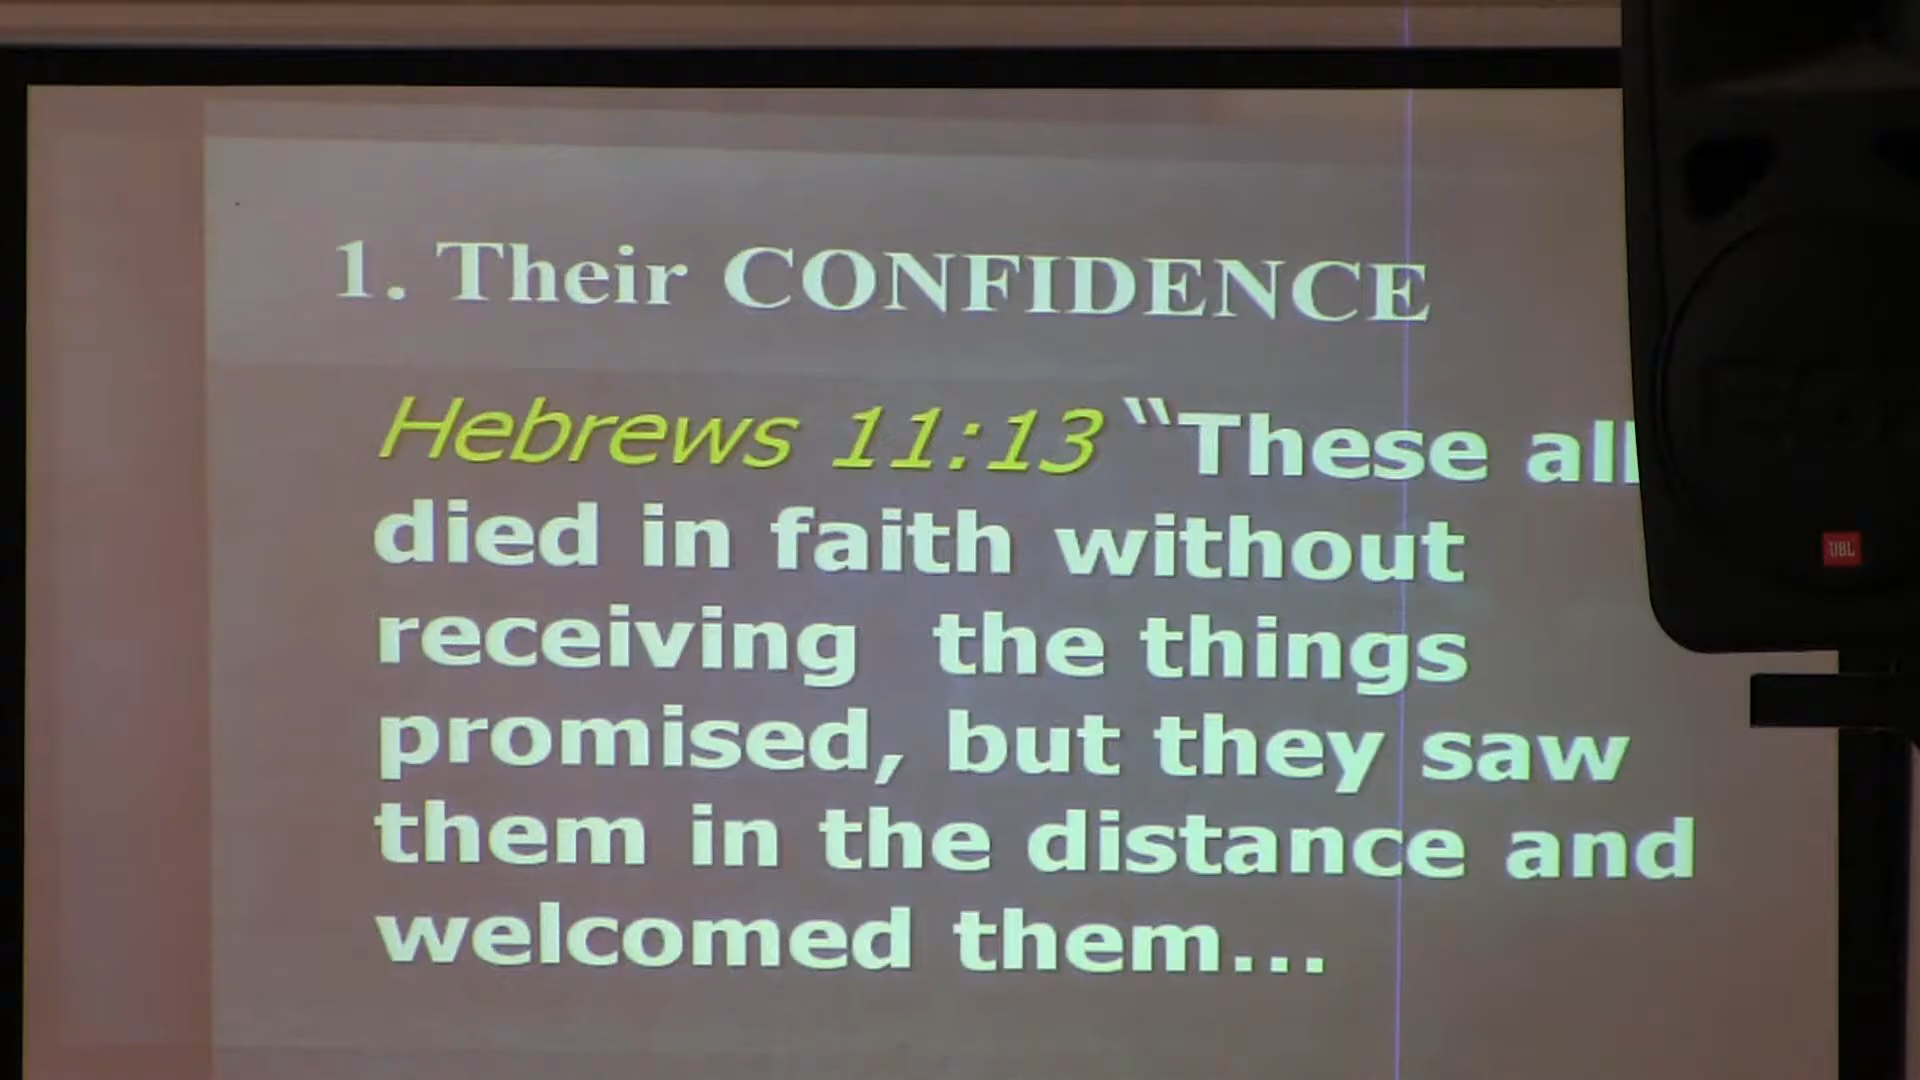 1. Their CONFIDENCE
Hebrews 11:13 “These all
died in faith without
receiving the things
promised, but they saw
them in the distance and
welcomed them...
JBL